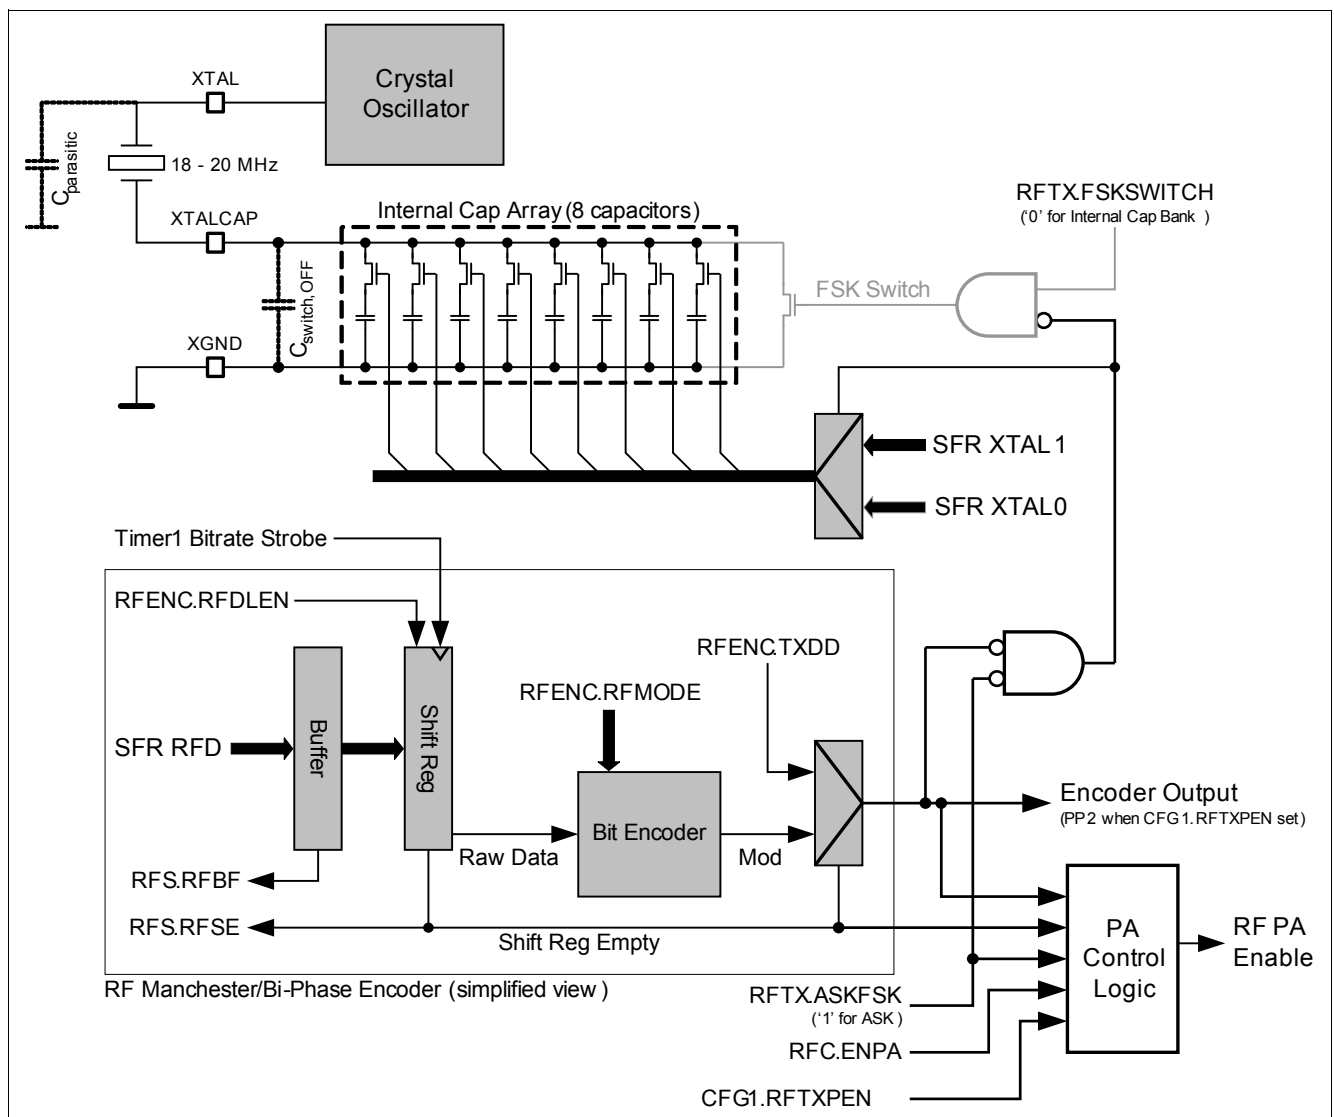 Crystal
Oscillator
XTAL
Cparasitic
18 - 20 MHz
XTALCAP
Internal Cap Array (8 capacitors)
RFTX.FSKSWITCH
('0' for Internal Cap Bank )
Cswitch,OFF
FSK Switch
XGND
SFR XTAL1
SFR XTAL0
Timer1 Bitrate Strobe
RFENC.RFDLEN
RFENC.TXDD
RFENC.RFMODE
SFR RFD
Buffer
Shift Reg
Bit Encoder
Raw Data
Mod
Encoder Output
(PP2 when CFG1.RFTXPEN set)
RFS.RFBF
RFS.RFSE
Shift Reg Empty
PA
Control
Logic
RF PA
Enable
RF Manchester/Bi-Phase Encoder (simplified view )
RFTX.ASKFSK
('1' for ASK )
RFC.ENPA
CFG1.RFTXPEN